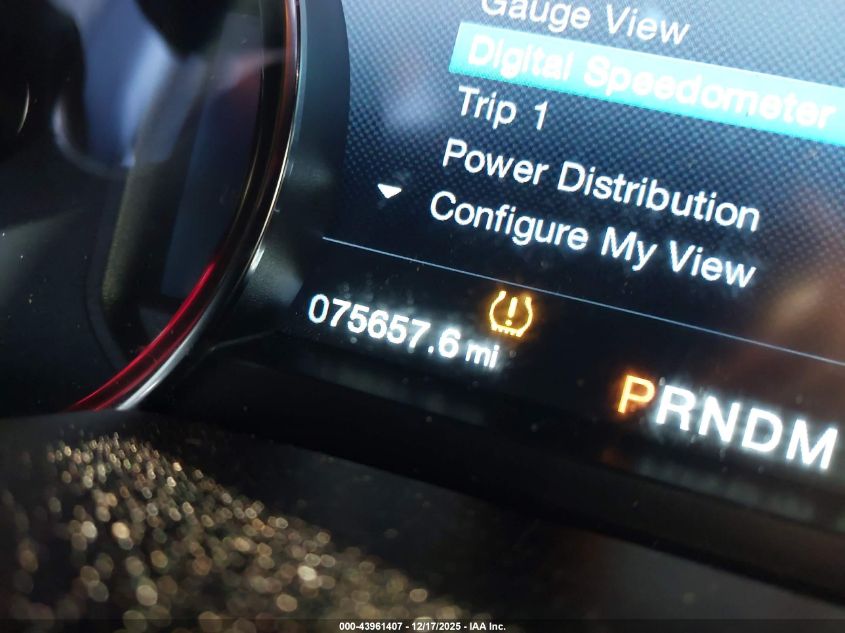 Gauge View
Digital Speedometer
Trip 1
Power Distribution
Configure My View
075657.6 mi
PRNDM
000-43961407 - 12/17/2025 - IAA Inc.